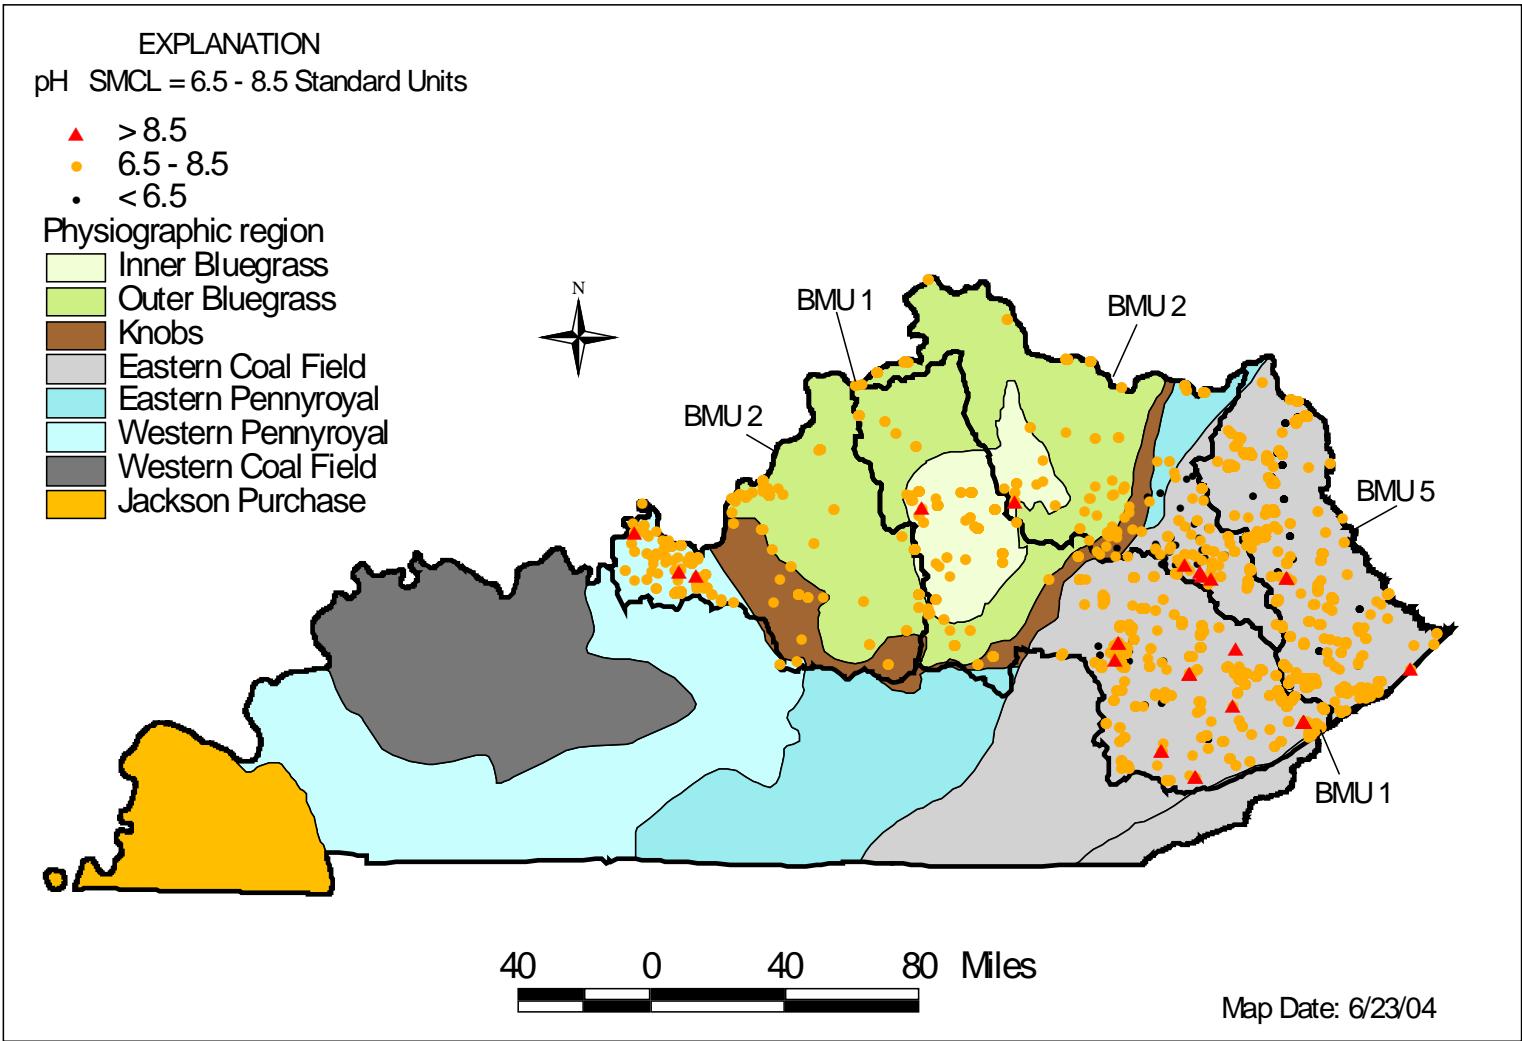 EXPLANATION
pH SMCL = 6.5 - 8.5 Standard Units
> 8.5
6.5 - 8.5
< 6.5
Physiographic region
Inner Bluegrass
Outer Bluegrass
Knobs
Eastern Coal Field
Eastern Pennyroyal
Western Pennyroyal
Western Coal Field
Jackson Purchase
N
BMU 1
BMU 2
BMU 2
BMU 5
BMU 1
40 0 40 80 Miles
Map Date: 6/23/04